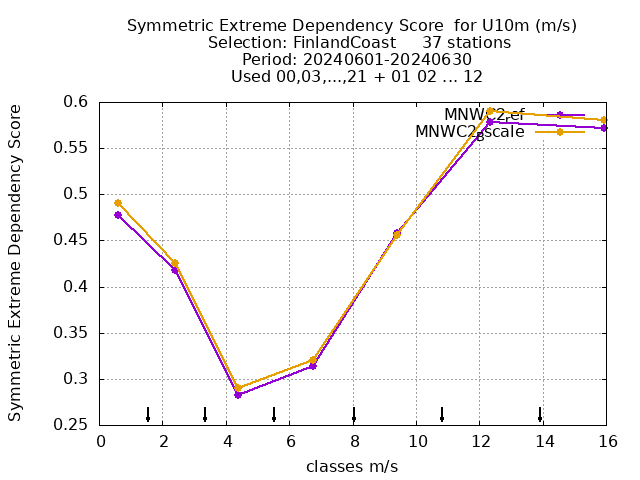 Symmetric Extreme Dependency Score for U10m (m/s)
Selection: FinlandCoast 37 stations
Period: 20240601-20240630
Used 00,03,...,21 + 01 02 ... 12
Symmetric Extreme Dependency Score
0.6
0.55
0.5
0.45
0.4
0.35
0.3
0.25
0 2 4 6 8 10 12 14 16
classes m/s